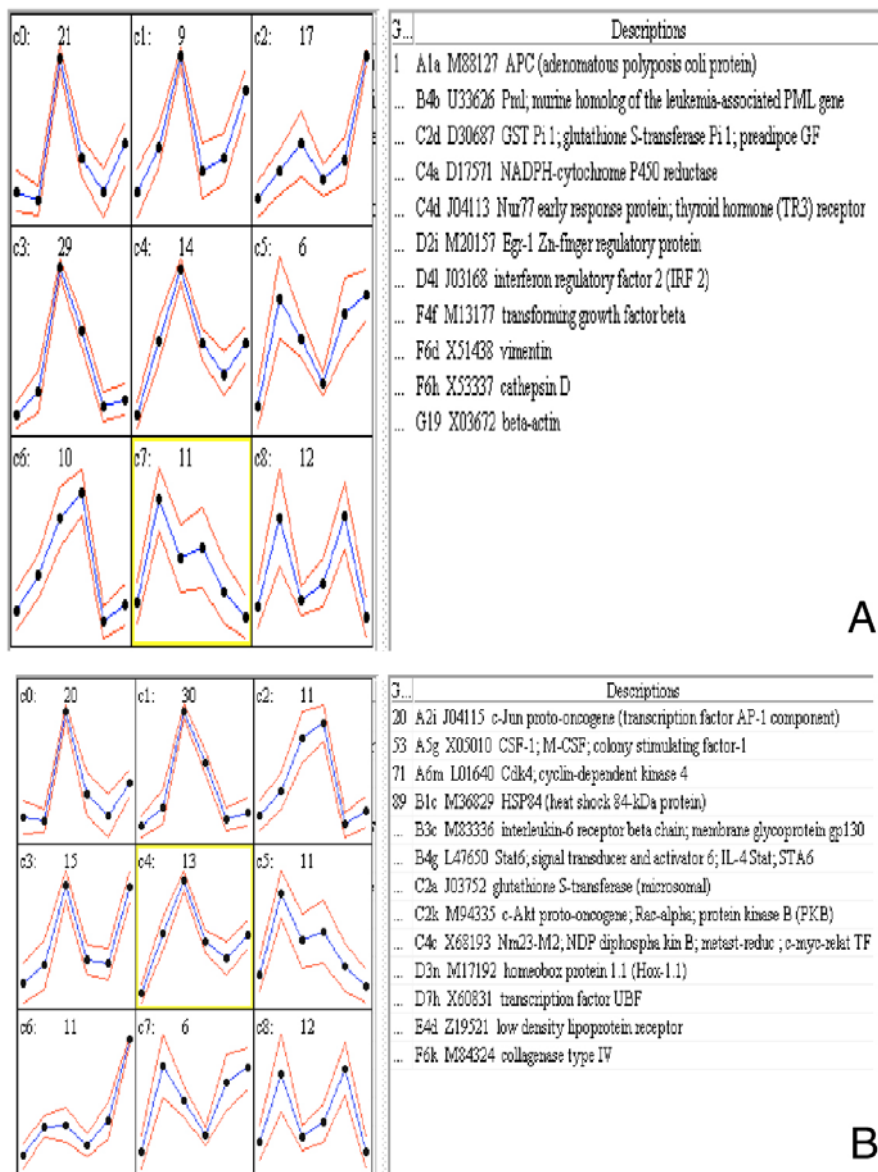 c0: 21
c1: 9
c2: 17
c3: 29
c4: 14
c5: 6
c6: 10
c7: 11
c8: 12
G... Descriptions
1 A1a M88127 APC (adenomatous polyposis coli protein)
... B4b U33626 Pml; murine homolog of the leukemia-associated PML gene
... C2d D30687 GST Pi 1; glutathione S-transferase Pi 1; preadipoe GF
... C4a D17571 NADPH-cytochrome P450 reductase
... C4d J04113 Nur77 early response protein; thyroid hormone (TR3) receptor
... D2i M20157 Egr-1 Zn-finger regulatory protein
... D4l J03168 interferon regulatory factor 2 (IRF 2)
... F4f M13177 transforming growth factor beta
... F6d X51438 vimentin
... F6h X53337 cathepsin D
... G19 X03672 beta-actin
A
c0: 20
c1: 30
c2: 11
c3: 15
c4: 13
c5: 11
c6: 11
c7: 6
c8: 12
G... Descriptions
20 A2i J04115 c-Jun proto-oncogene (transcription factor AP-1 component)
53 A5g X05010 CSF-1; M-CSF; colony stimulating factor-1
71 A6m L01640 Cdk4; cyclin-dependent kinase 4
89 B1c M36829 HSP84 (heat shock 84-kDa protein)
... B3c M83336 interleukin-6 receptor beta chain; membrane glycoprotein gp130
... B4g L47650 Stat6; signal transducer and activator 6; IL-4 Stat; STA6
... C2a J03752 glutathione S-transferase (microsomal)
... C2k M94335 c-Akt proto-oncogene; Rac-alpha; protein kinase B (PKB)
... C4c X68193 Nm23-M2; NDP diphospha kin B; metast-reduc ; c-myc-relat TF
... D3n M17192 homeobox protein 1.1 (Hox-1.1)
... D7h X60831 transcription factor UBF
... E4d Z19521 low density lipoprotein receptor
... F6k M84324 collagenase type IV
B